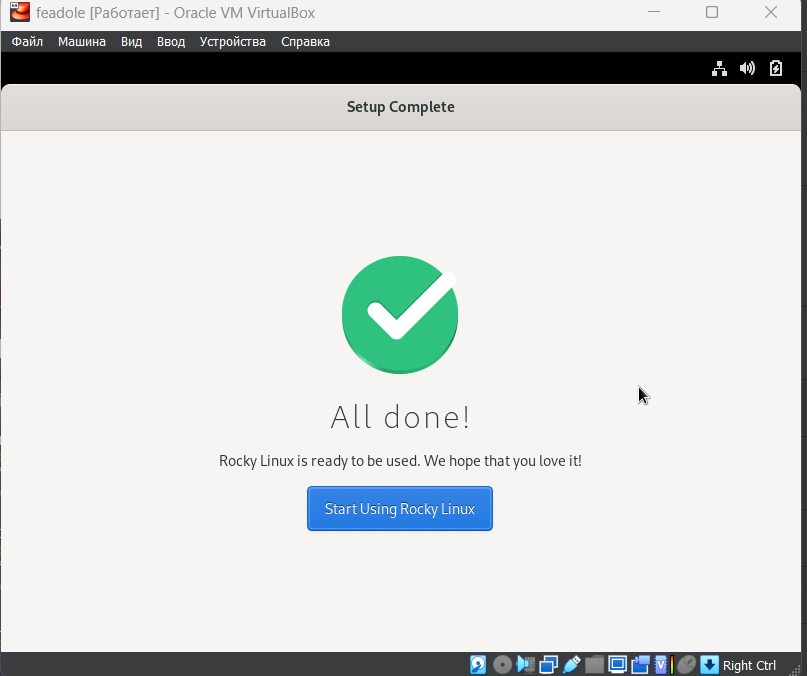 feadole [Работает] - Oracle VM VirtualBox
Файл Машина Вид Ввод Устройства Справка
Setup Complete
All done!
Rocky Linux is ready to be used. We hope that you love it!
Start Using Rocky Linux
Right Ctrl